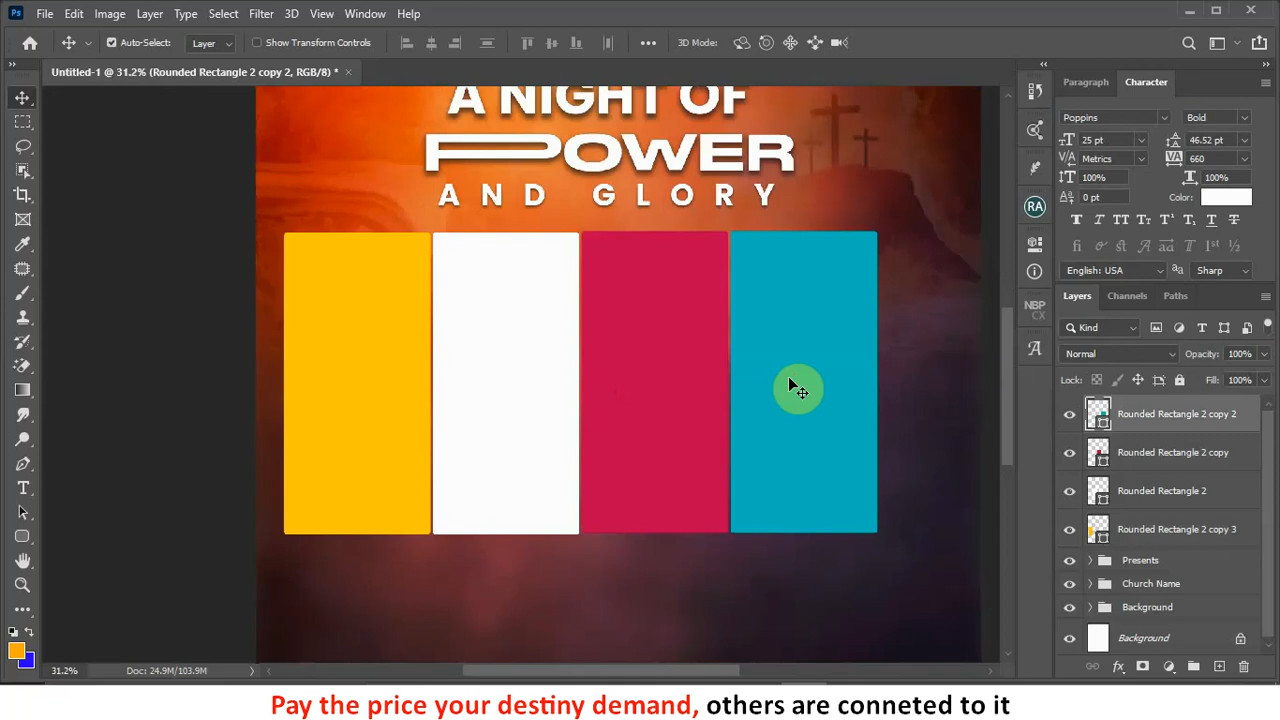 Ps File Edit Image Layer Type Select Filter 3D View Window Help
Auto-Select: Layer Show Transform Controls 3D Mode:
Untitled-1 @ 31.2% (Rounded Rectangle 2 copy 2, RGB/8) *
A NIGHT OF
POWER
AND GLORY
Paragraph Character
Poppins Bold
25 pt 46.52 pt
Metrics 660
100% 100%
0 pt Color:
English: USA Sharp
RA
NBP
CX
Layers Channels Paths
Kind
Normal Opacity: 100%
Lock: Fill: 100%
Rounded Rectangle 2 copy 2
Rounded Rectangle 2 copy
Rounded Rectangle 2
Rounded Rectangle 2 copy 3
Presents
Church Name
Background
Background
31.2% Doc: 24.9M/103.9M
Pay the price your destiny demand, others are conneted to it